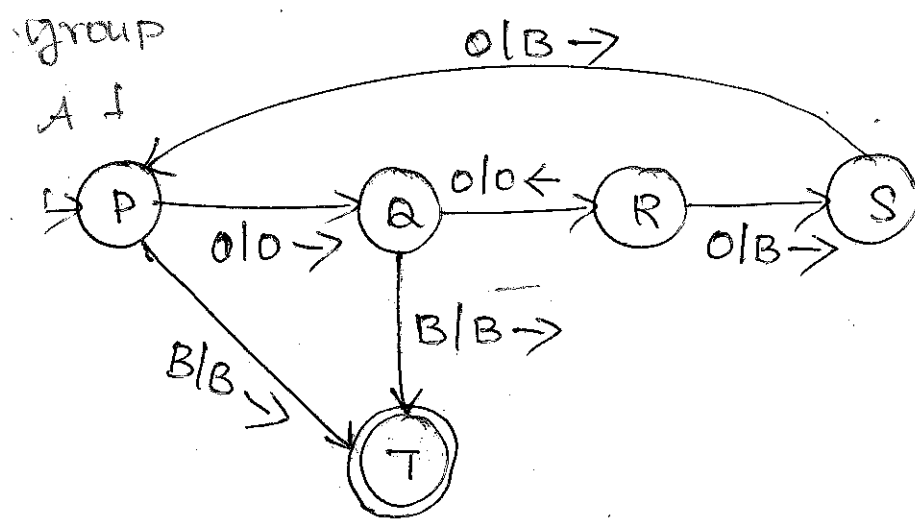 group
A 1
0|B →
P
0|0 →
Q
0|0 ←
R
0|B →
S
B|B →
B|B →
T